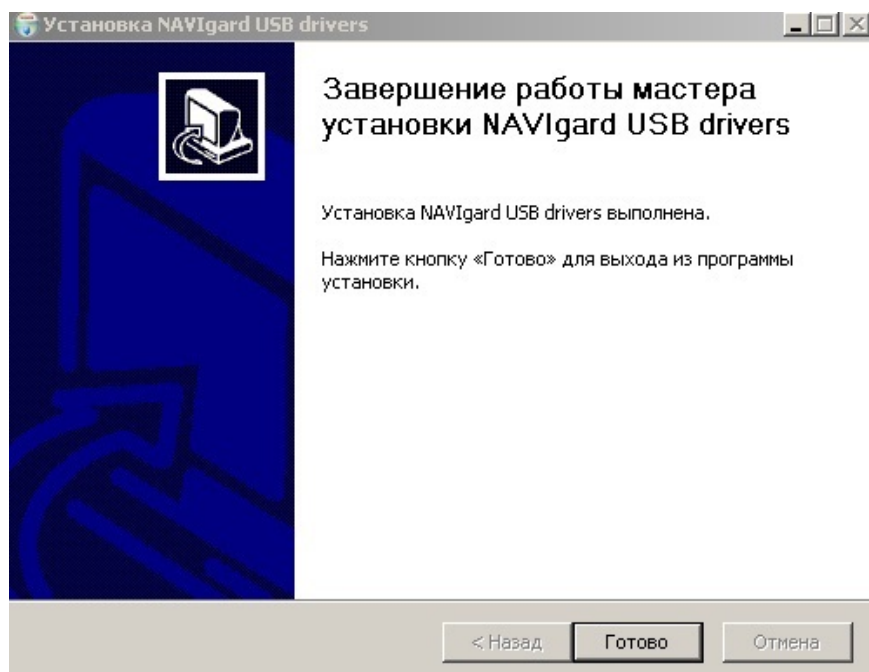 Установка NAVIgard USB drivers
Завершение работы мастера
установки NAVIgard USB drivers
Установка NAVIgard USB drivers выполнена.
Нажмите кнопку «Готово» для выхода из программы
установки.
< Назад
Готово
Отмена